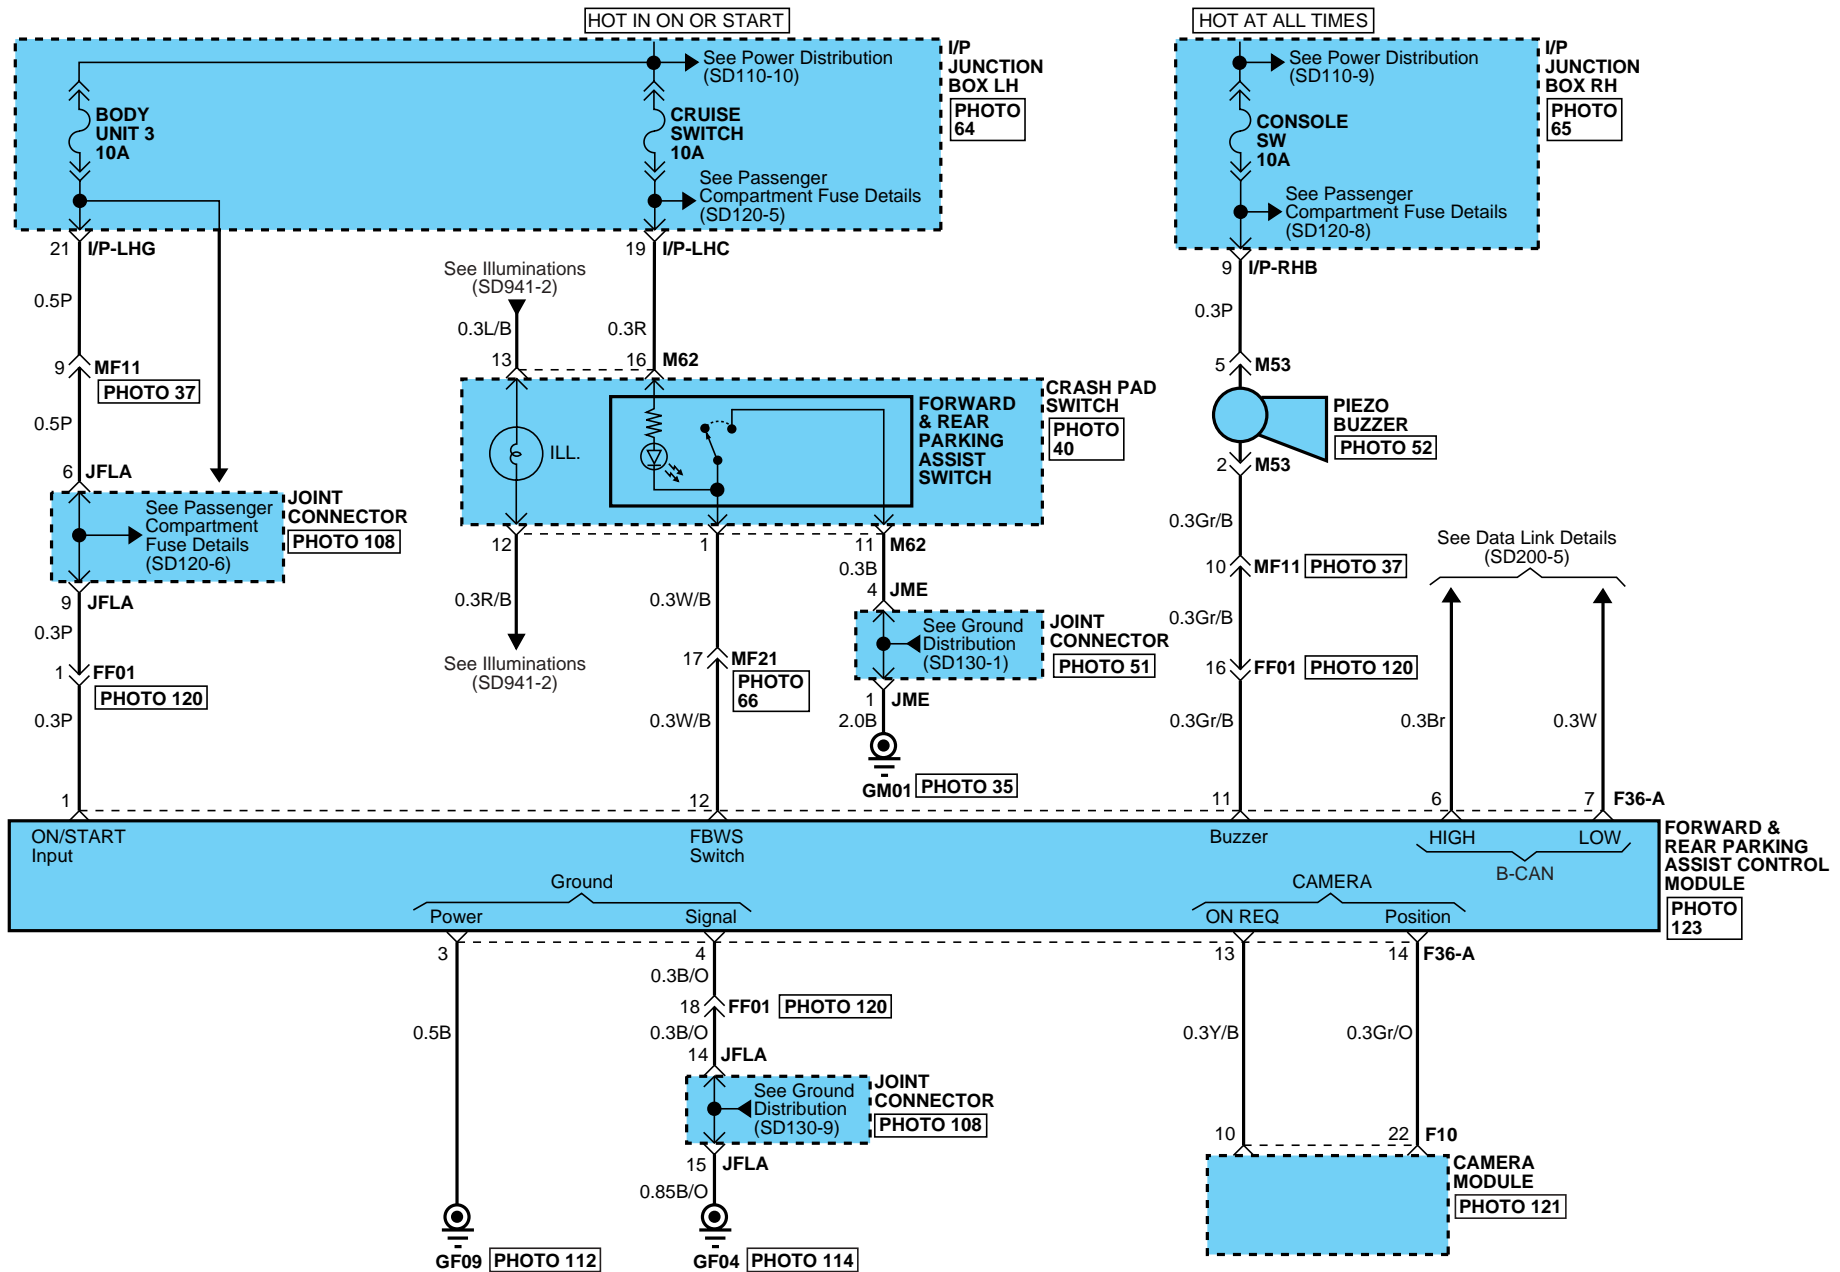 HOT IN ON OR START
HOT AT ALL TIMES
See Power Distribution
(SD110-10)
I/P
JUNCTION
BOX LH
PHOTO
64
BODY
UNIT 3
10A
CRUISE
SWITCH
10A
See Passenger
Compartment Fuse Details
(SD120-5)
See Power Distribution
(SD110-9)
I/P
JUNCTION
BOX RH
PHOTO
65
CONSOLE
SW
10A
See Passenger
Compartment Fuse Details
(SD120-8)
21 I/P-LHG
19 I/P-LHC
9 I/P-RHB
0.5P
See Illuminations
(SD941-2)
0.3L/B
0.3R
0.3P
9 MF11
PHOTO 37
13
16 M62
5 M53
0.5P
CRASH PAD
SWITCH
PHOTO
40
ILL.
FORWARD
& REAR
PARKING
ASSIST
SWITCH
PIEZO
BUZZER
PHOTO 52
2 M53
6 JFLA
See Passenger
Compartment
Fuse Details
(SD120-6)
JOINT
CONNECTOR
PHOTO 108
9 JFLA
12
1
11 M62
0.3B
4 JME
0.3Gr/B
10 MF11 PHOTO 37
See Data Link Details
(SD200-5)
0.3P
0.3R/B
0.3W/B
See Ground
Distribution
(SD130-1)
JOINT
CONNECTOR
PHOTO 51
0.3Gr/B
1 FF01
PHOTO 120
See Illuminations
(SD941-2)
17 MF21
PHOTO
66
1 JME
16 FF01 PHOTO 120
0.3P
0.3W/B
2.0B
0.3Gr/B
0.3Br
0.3W
GM01 PHOTO 35
1
12
11
6
7 F36-A
ON/START
Input
FBWS
Switch
Buzzer
HIGH
LOW
B-CAN
FORWARD &
REAR PARKING
ASSIST CONTROL
MODULE
PHOTO
123
Ground
Power
Signal
CAMERA
ON REQ
Position
3
4
13
14 F36-A
0.3B/O
18 FF01 PHOTO 120
0.5B
0.3B/O
0.3Y/B
0.3Gr/O
14 JFLA
See Ground
Distribution
(SD130-9)
JOINT
CONNECTOR
PHOTO 108
15 JFLA
0.85B/O
10
22 F10
CAMERA
MODULE
PHOTO 121
GF09 PHOTO 112
GF04 PHOTO 114